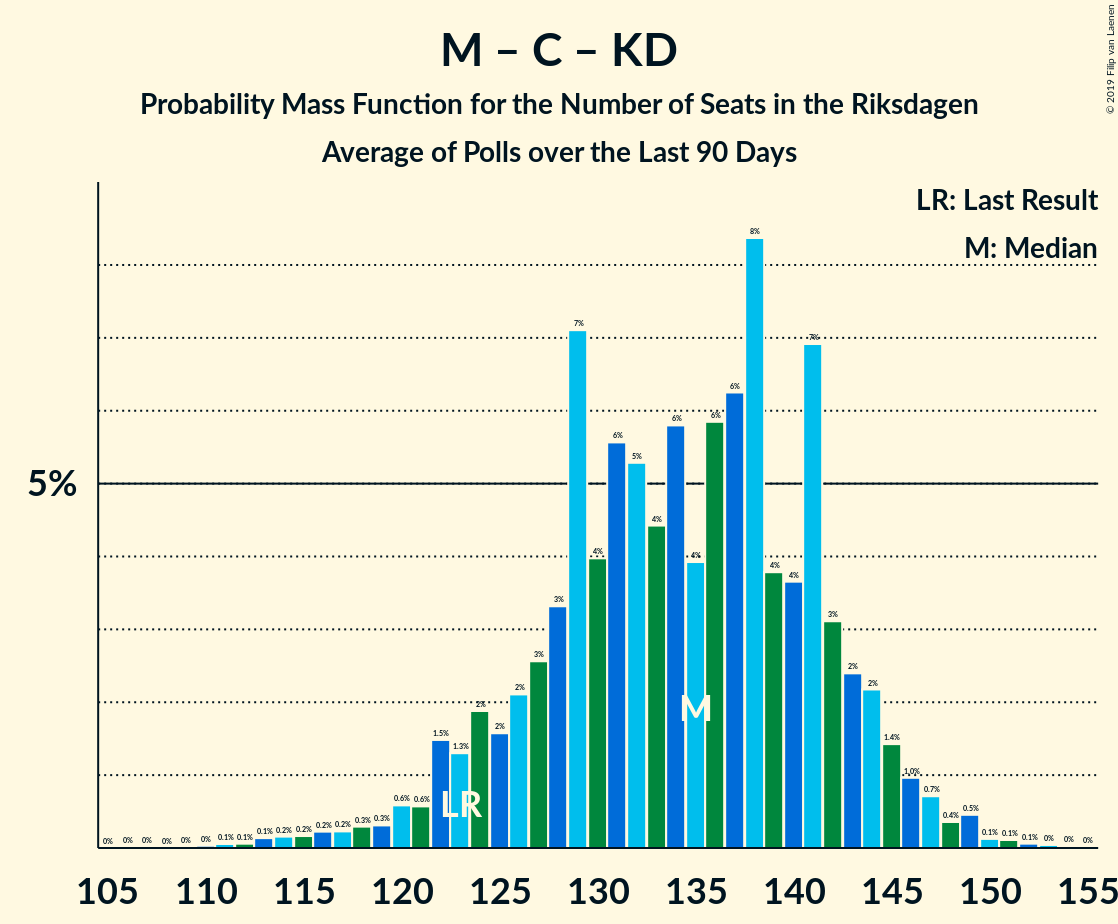 M – C – KD
Probability Mass Function for the Number of Seats in the Riksdagen
Average of Polls over the Last 90 Days
© 2019 Filip van Laenen
LR: Last Result
M: Median
5%
0% 0% 0% 0% 0% 0% 0.1% 0.1% 0.1% 0.2% 0.2% 0.2% 0.2% 0.3% 0.3% 0.6% 0.6% 1.5% 1.3% 2% 2% 2% 3% 3% 7% 4% 6% 5% 4% 6% 4% 6% 6% 8% 4% 4% 7% 3% 2% 2% 1.4% 1.0% 0.7% 0.4% 0.5% 0.1% 0.1% 0.1% 0% 0% 0%
M
LR
105 110 115 120 125 130 135 140 145 150 155